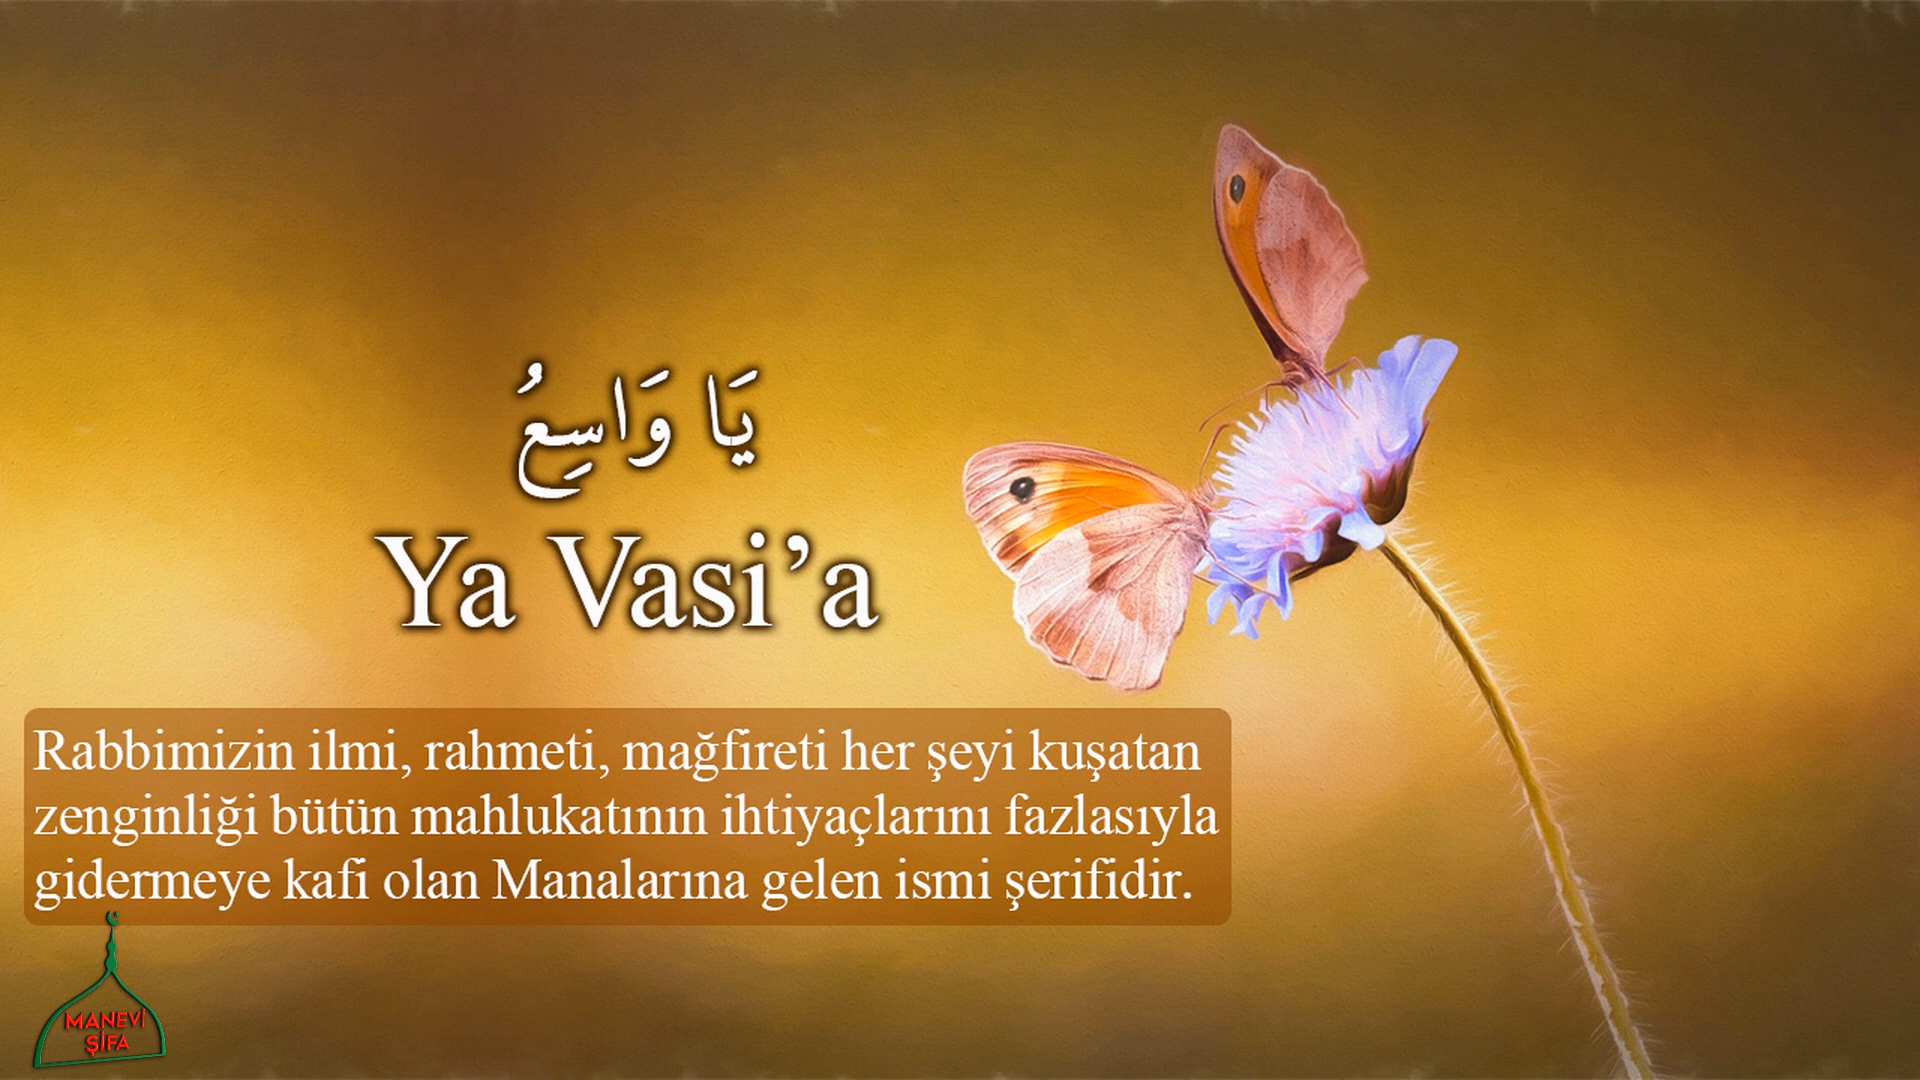 يَا وَاسِعُ
Ya Vasi’a
Rabbimizin ilmi, rahmeti, mağfireti her şeyi kuşatan
zenginliği bütün mahlukatının ihtiyaçlarını fazlasıyla
gidermeye kafi olan Manalarına gelen ismi şerifidir.
MANEVİ
ŞİFA